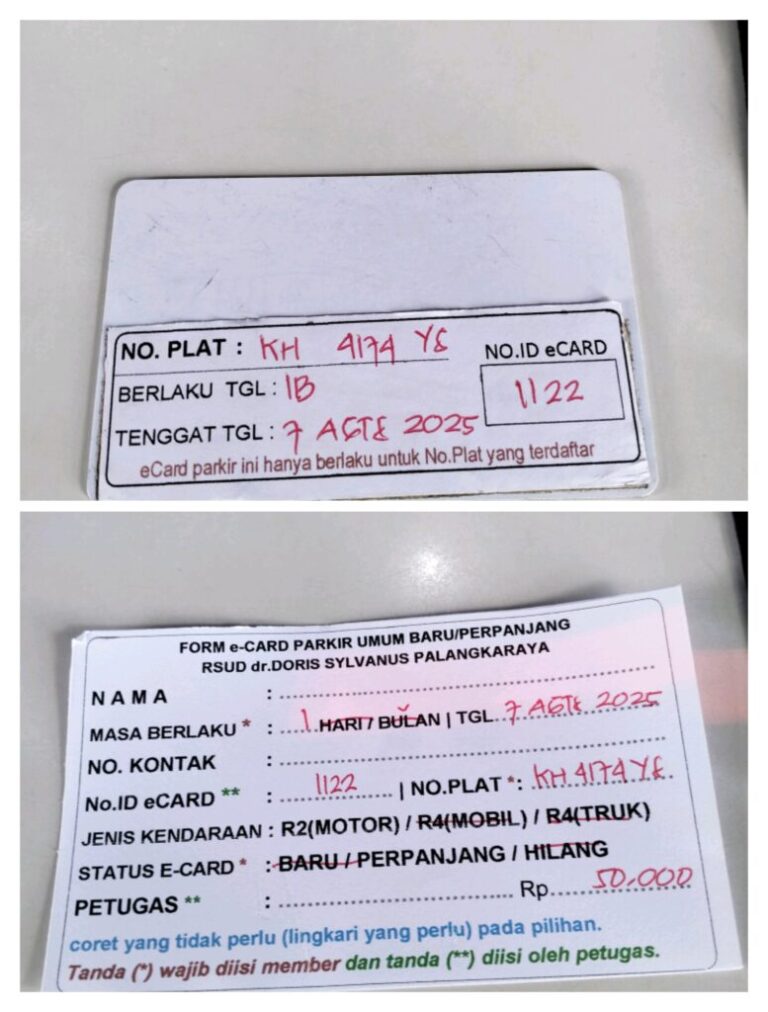 NO. PLAT : KH 4174 YE
NO.ID eCARD
BERLAKU TGL : 1B
1122
TENGGAT TGL : 7 AGTE 2025
eCard parkir ini hanya berlaku untuk No.Plat yang terdaftar
FORM e-CARD PARKIR UMUM BARU/PERPANJANG
RSUD dr.DORIS SYLVANUS PALANGKARAYA
NAMA :
MASA BERLAKU * : 1 HARI / BULAN | TGL. 7 AGTE 2025
NO. KONTAK :
No.ID eCARD ** : 1122 | NO.PLAT *: KH 4174 YE
JENIS KENDARAAN : R2(MOTOR) / R4(MOBIL) / R4(TRUK)
STATUS E-CARD * : BARU / PERPANJANG / HILANG
PETUGAS ** : Rp. 50.000
coret yang tidak perlu (lingkari yang perlu) pada pilihan.
Tanda (*) wajib diisi member dan tanda (**) diisi oleh petugas.